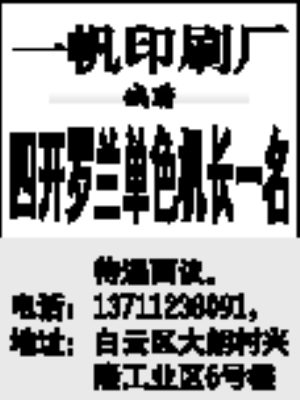 一帆印刷厂
诚请
四开罗兰单色机长一名
待遇面谈。
电话：13711238091，
地址：白云区大朗村兴
隆工业区6号楼